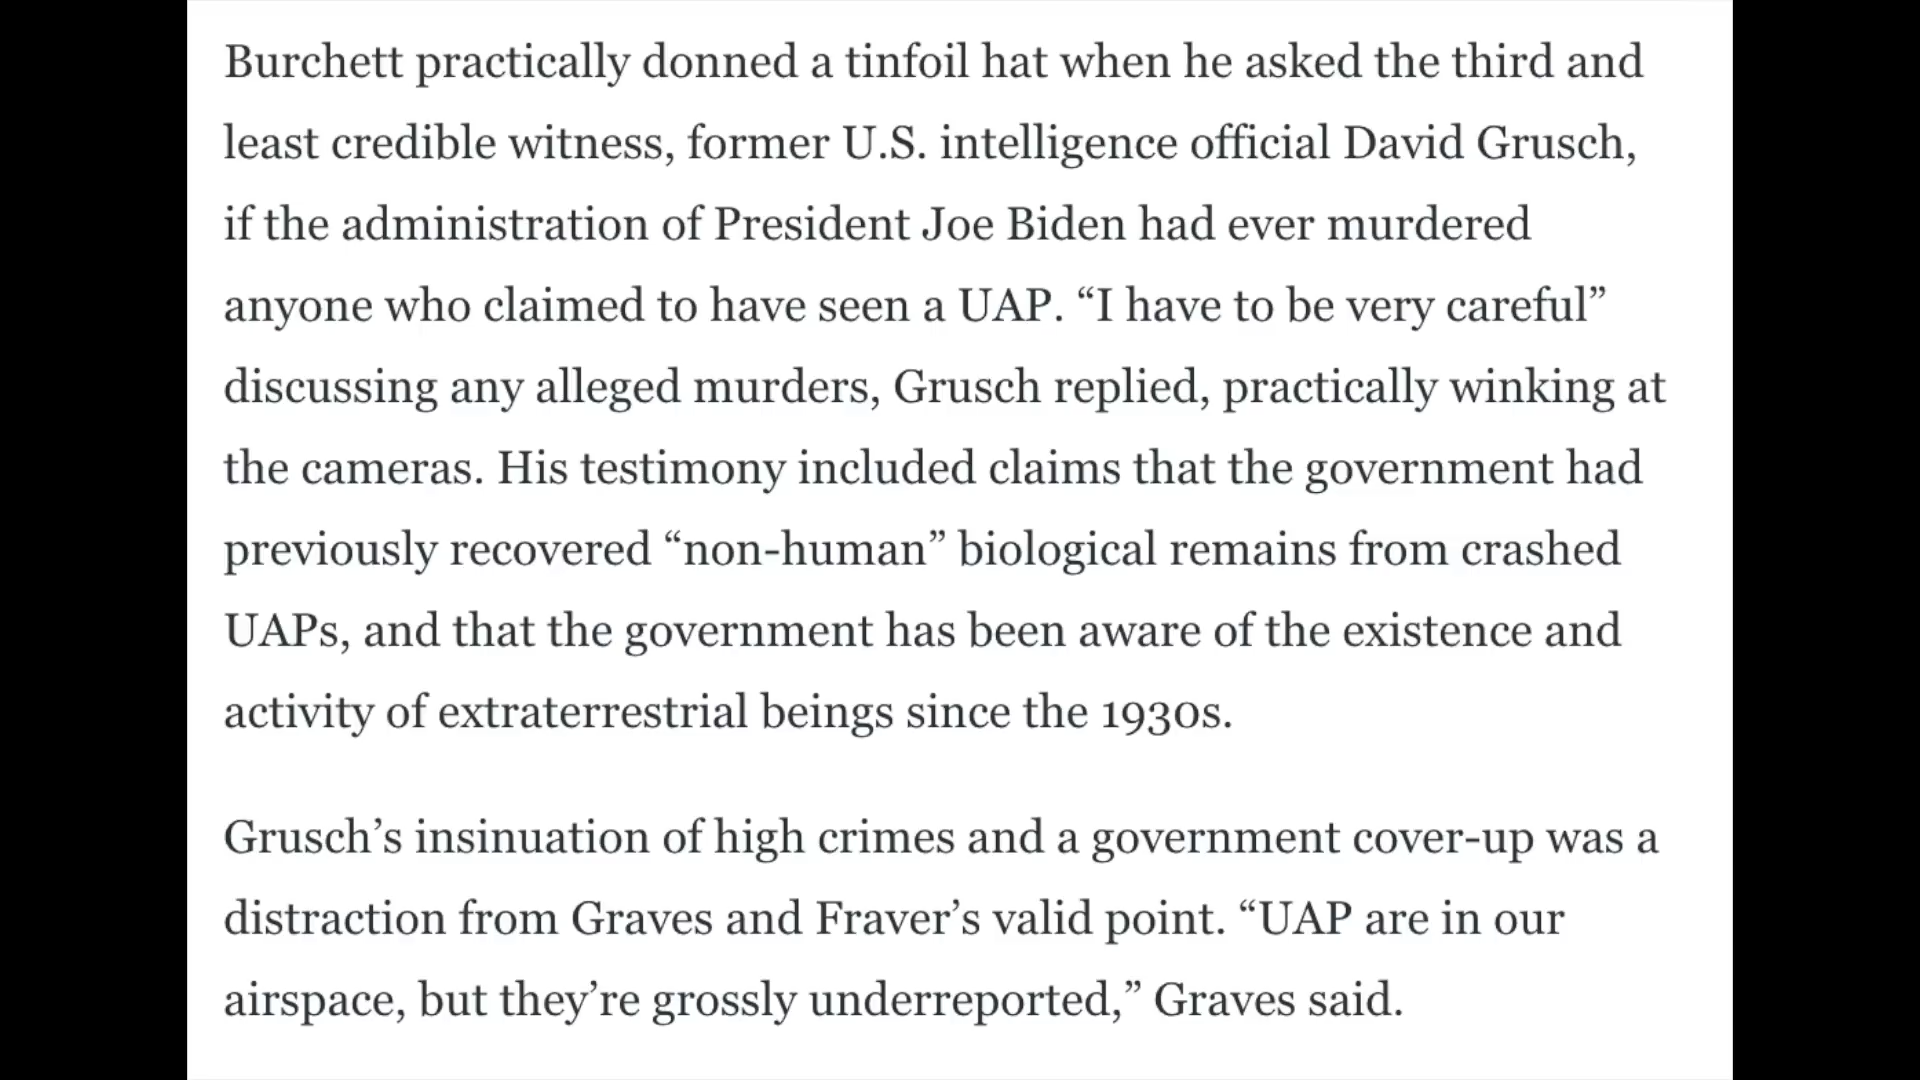 Burchett practically donned a tinfoil hat when he asked the third and
least credible witness, former U.S. intelligence official David Grusch,
if the administration of President Joe Biden had ever murdered
anyone who claimed to have seen a UAP. “I have to be very careful”
discussing any alleged murders, Grusch replied, practically winking at
the cameras. His testimony included claims that the government had
previously recovered “non-human” biological remains from crashed
UAPs, and that the government has been aware of the existence and
activity of extraterrestrial beings since the 1930s.
Grusch’s insinuation of high crimes and a government cover-up was a
distraction from Graves and Fraver’s valid point. “UAP are in our
airspace, but they’re grossly underreported,” Graves said.